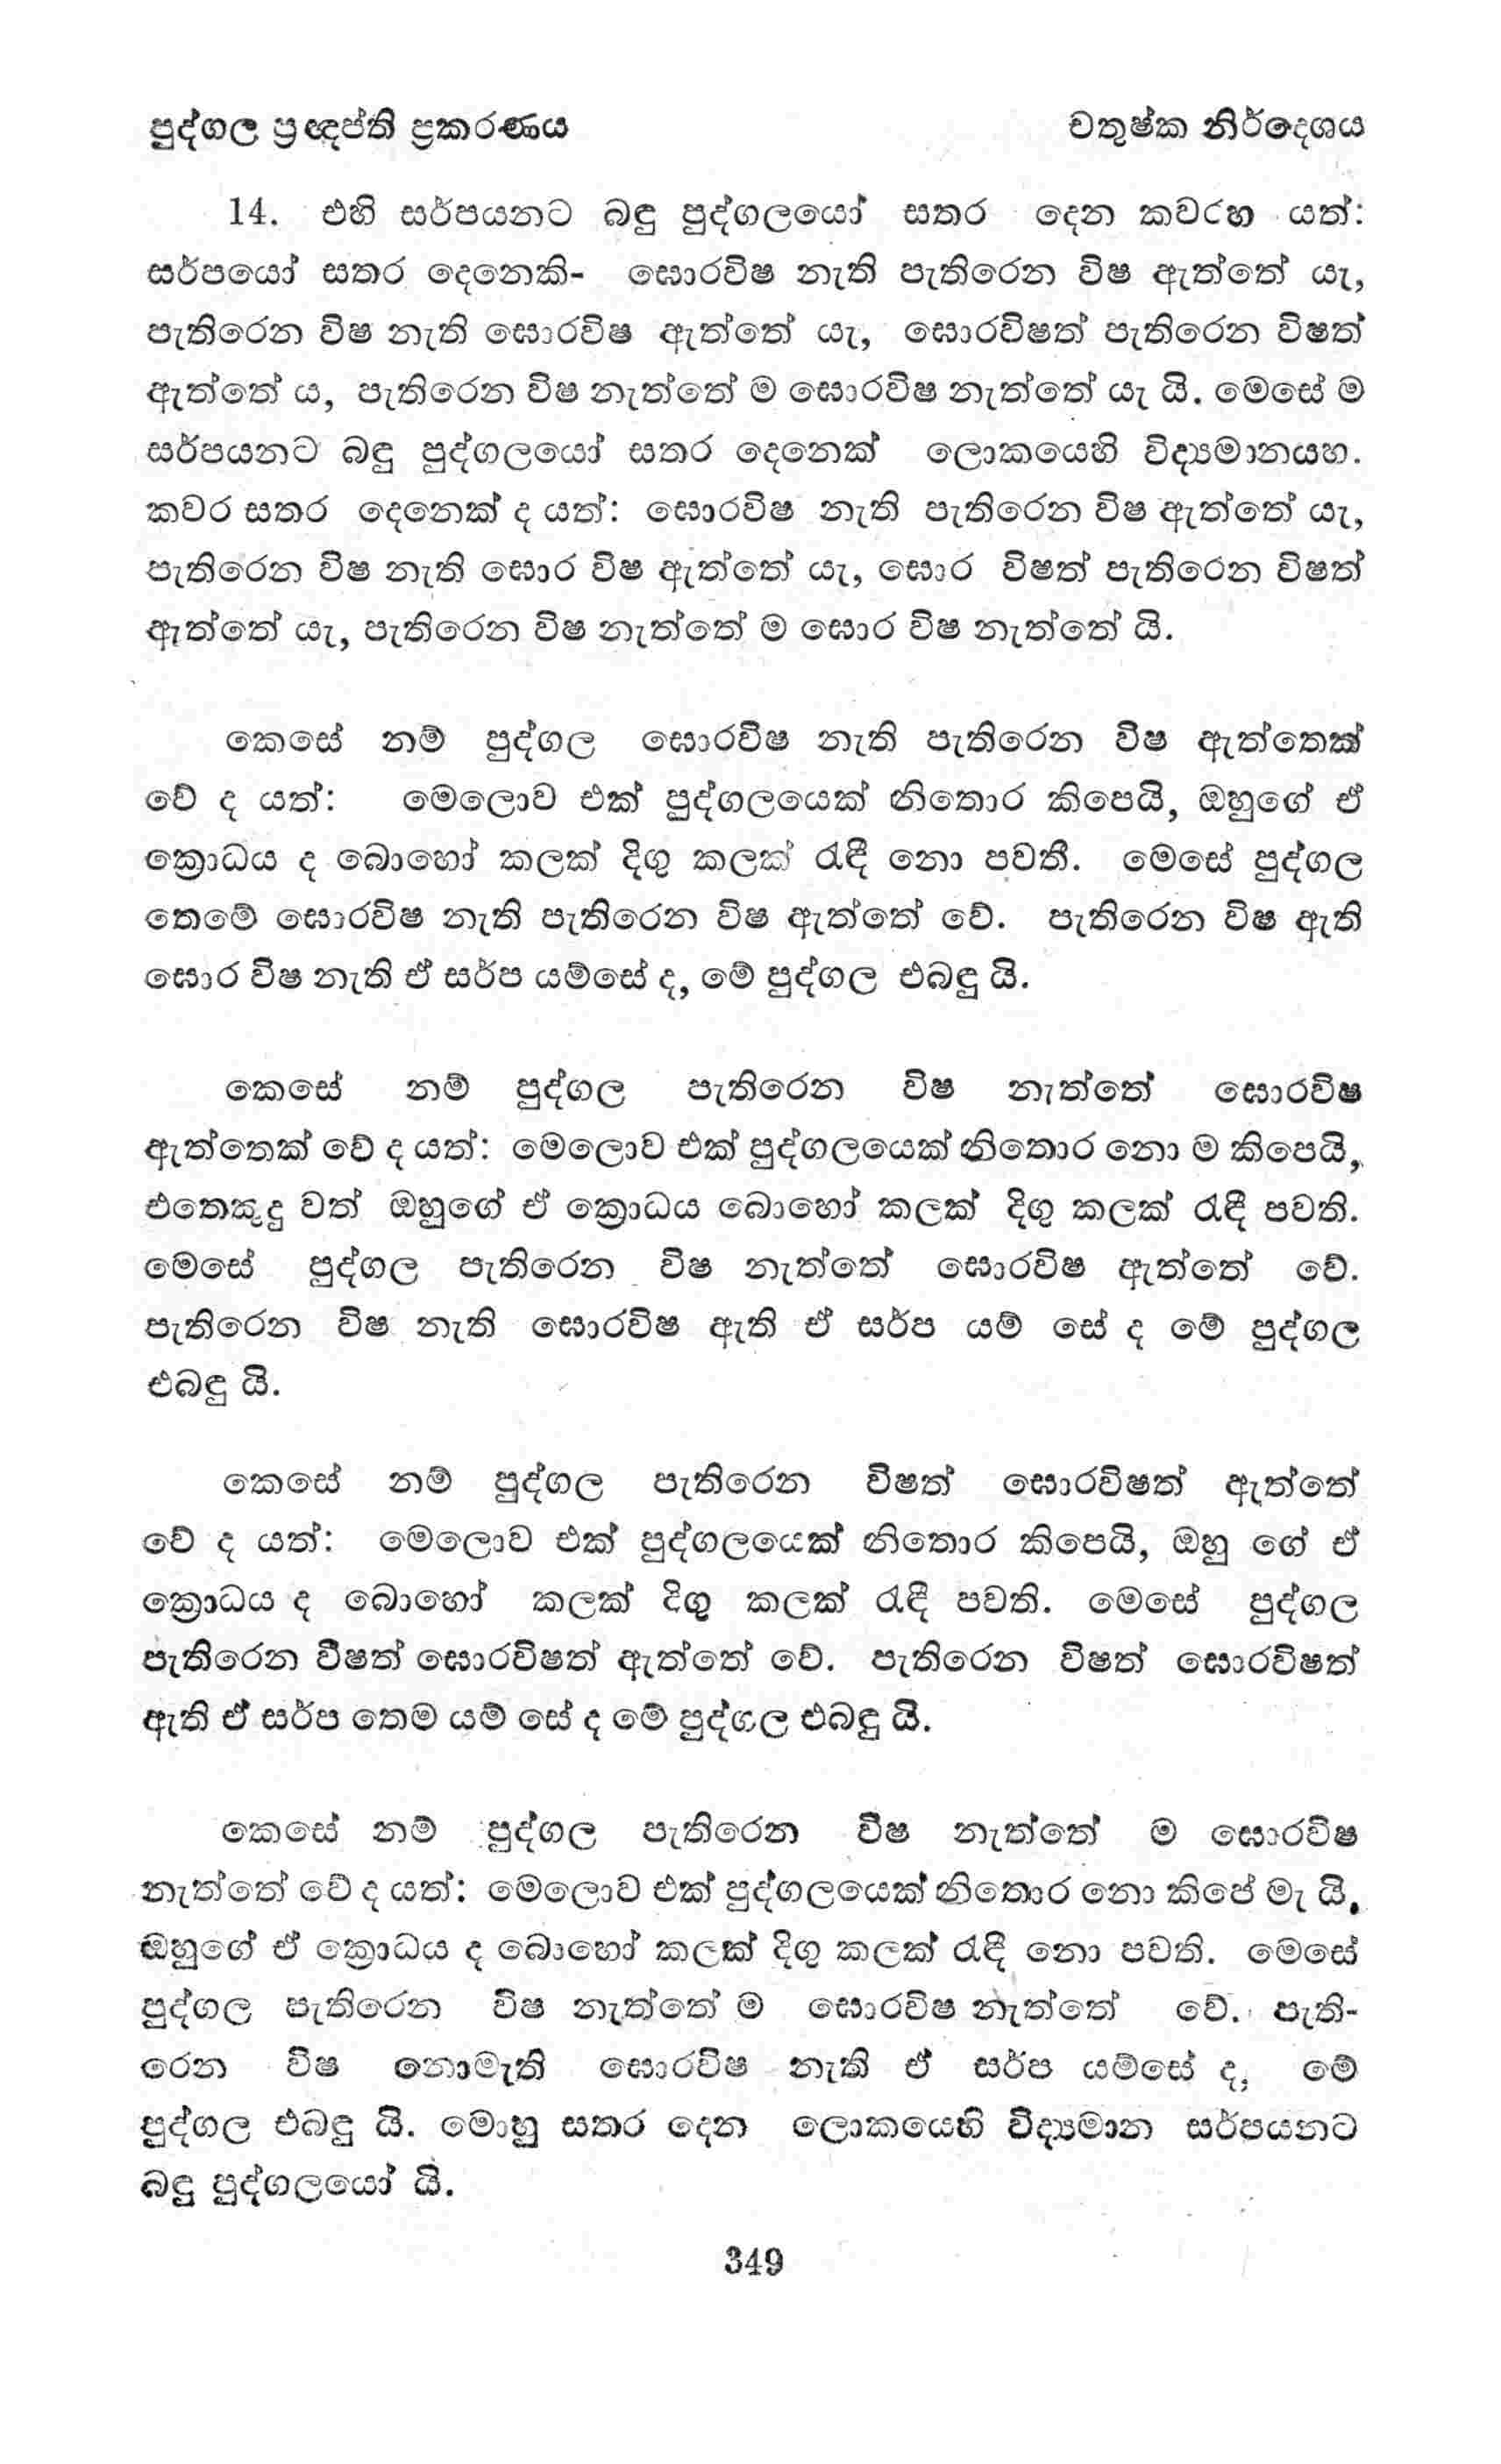 පුද්ගල ප්‍රඥප්ති ප්‍රකරණය
චතුෂ්ක නිර්දෙශය
14. එහි සර්පයනට බඳු පුද්ගලයෝ සතර දෙන කවරහ යත්:
සර්පයෝ සතර දෙනෙකි- ඝොරවිෂ නැති පැතිරෙන විෂ ඇත්තේ යැ,
පැතිරෙන විෂ නැති ඝොරවිෂ ඇත්තේ යැ, ඝොරවිෂත් පැතිරෙන විෂත්
ඇත්තේ ය, පැතිරෙන විෂ නැත්තේ ම ඝොරවිෂ නැත්තේ යැ යි. මෙසේ ම
සර්පයනට බඳු පුද්ගලයෝ සතර දෙනෙක් ලොකයෙහි විද්‍යමානයහ.
කවර සතර දෙනෙක් ද යත්: ඝොරවිෂ නැති පැතිරෙන විෂ ඇත්තේ යැ,
පැතිරෙන විෂ නැති ඝොර විෂ ඇත්තේ යැ, ඝොර විෂත් පැතිරෙන විෂත්
ඇත්තේ යැ, පැතිරෙන විෂ නැත්තේ ම ඝොර විෂ නැත්තේ යි.
කෙසේ නම් පුද්ගල ඝොරවිෂ නැති පැතිරෙන විෂ ඇත්තෙක්
වේ ද යත්: මෙලොව එක් පුද්ගලයෙක් නිතොර කිපෙයි, ඔහුගේ ඒ
ක්‍රොධය ද බොහෝ කලක් දිගු කලක් රැඳී නො පවතී. මෙසේ පුද්ගල
තෙමේ ඝොරවිෂ නැති පැතිරෙන විෂ ඇත්තේ වේ. පැතිරෙන විෂ ඇති
ඝොර විෂ නැති ඒ සර්ප යම්සේ ද, මේ පුද්ගල එබඳු යි.
කෙසේ නම් පුද්ගල පැතිරෙන විෂ නැත්තේ ඝොරවිෂ
ඇත්තෙක් වේ ද යත්: මෙලොව එක් පුද්ගලයෙක් නිතොර නො ම කිපෙයි,
එතෙකුදු වත් ඔහුගේ ඒ ක්‍රොධය බොහෝ කලක් දිගු කලක් රැඳී පවති.
මෙසේ පුද්ගල පැතිරෙන විෂ නැත්තේ ඝොරවිෂ ඇත්තේ වේ.
පැතිරෙන විෂ නැති ඝොරවිෂ ඇති ඒ සර්ප යම් සේ ද මේ පුද්ගල
එබඳු යි.
කෙසේ නම් පුද්ගල පැතිරෙන විෂත් ඝොරවිෂත් ඇත්තේ
වේ ද යත්: මෙලොව එක් පුද්ගලයෙක් නිතොර කිපෙයි, ඔහු ගේ ඒ
ක්‍රොධය ද බොහෝ කලක් දිගු කලක් රැඳී පවති. මෙසේ පුද්ගල
පැතිරෙන විෂත් ඝොරවිෂත් ඇත්තේ වේ. පැතිරෙන විෂත් ඝොරවිෂත්
ඇති ඒ සර්ප තෙම යම් සේ ද මේ පුද්ගල එබඳු යි.
කෙසේ නම් පුද්ගල පැතිරෙන විෂ නැත්තේ ම ඝොරවිෂ
නැත්තේ වේ ද යත්: මෙලොව එක් පුද්ගලයෙක් නිතොර නො කිපේ මැ යි.
ඔහුගේ ඒ ක්‍රොධය ද බොහෝ කලක් දිගු කලක් රැඳී නො පවති. මෙසේ
පුද්ගල පැතිරෙන විෂ නැත්තේ ම ඝොරවිෂ නැත්තේ වේ. පැති-
රෙන විෂ නොමැති ඝොරවිෂ නැති ඒ සර්ප යම්සේ ද, මේ
පුද්ගල එබඳු යි. මොහු සතර දෙන ලොකයෙහි විද්‍යමාන සර්පයනට
බඳු පුද්ගලයෝ යි.
349